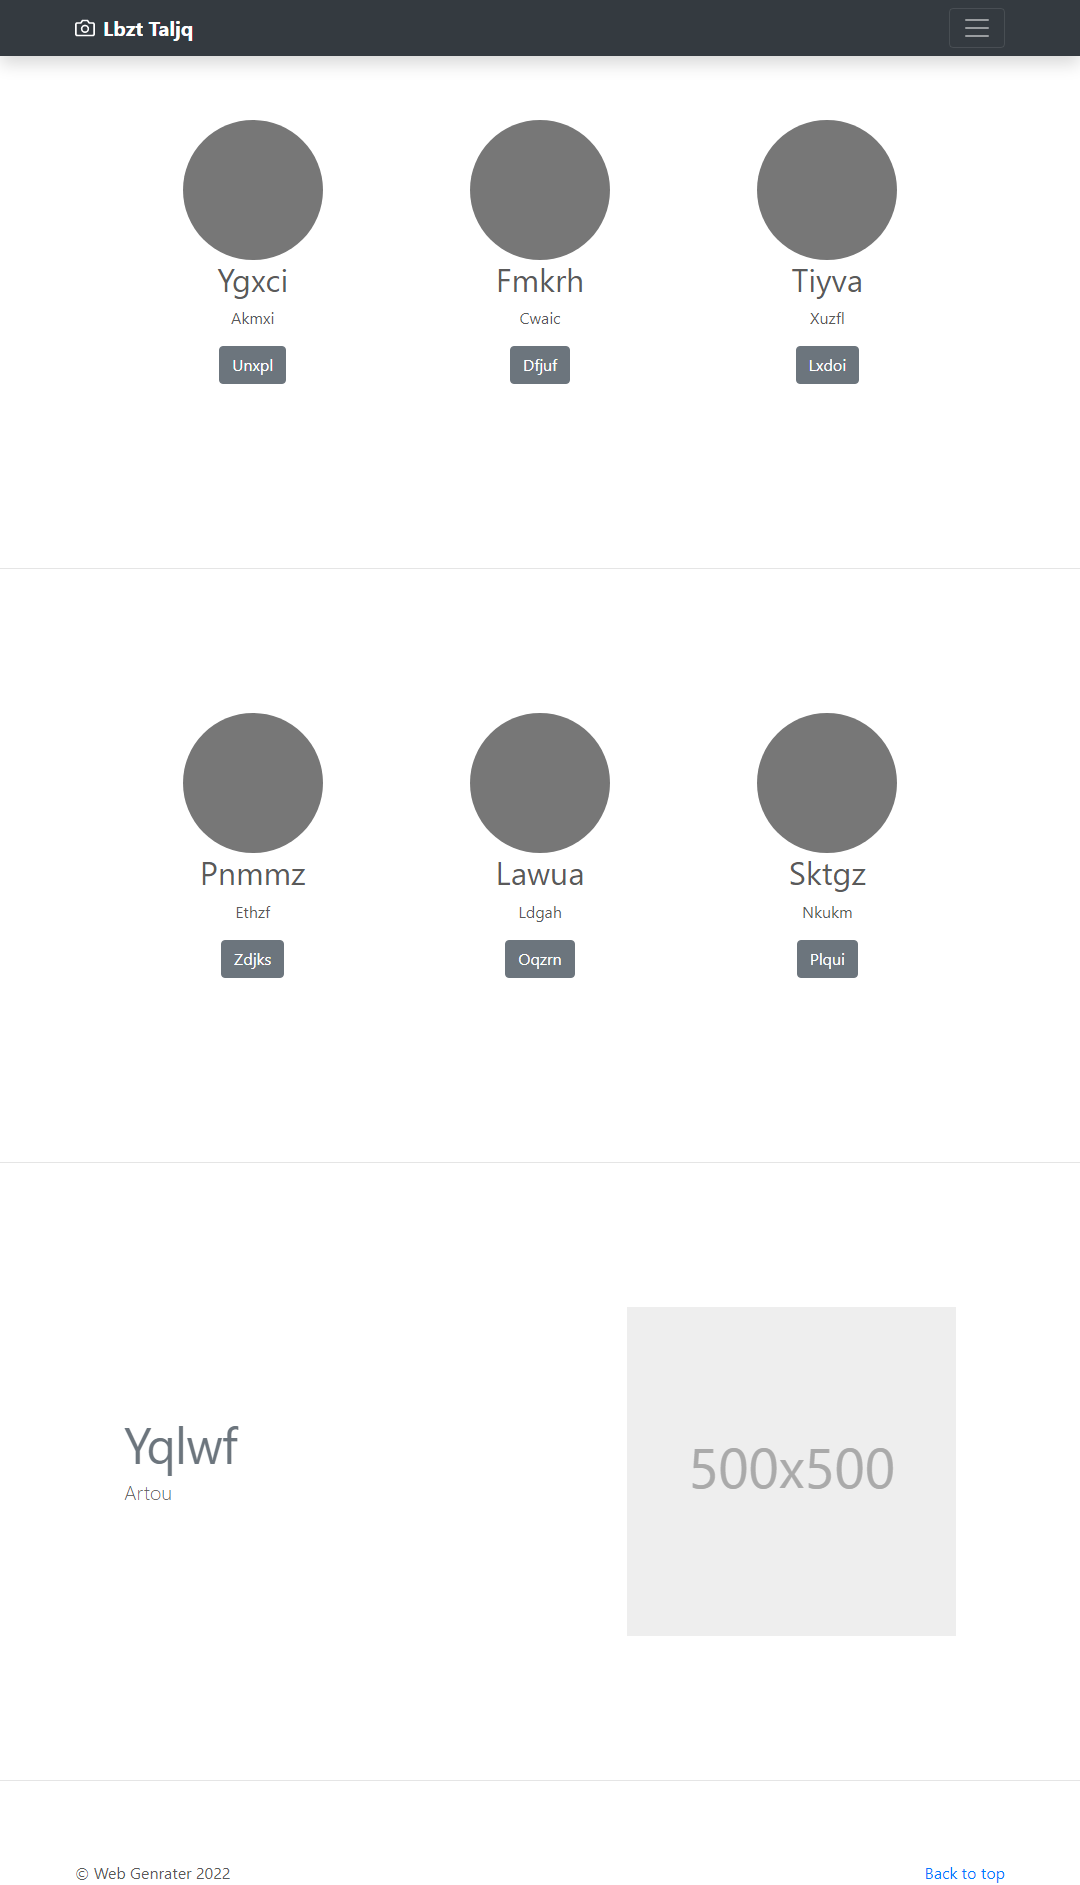 Lbzt Taljq
Ygxci
Fmkrh
Tiyva
Akmxi
Cwaic
Xuzfl
Unxpl
Dfjuf
Lxdoi
Pnmmz
Lawua
Sktgz
Ethzf
Ldgah
Nkukm
Zdjks
Oqzrn
Plqui
Yqlwf
Artou
500x500
© Web Genrater 2022
Back to top